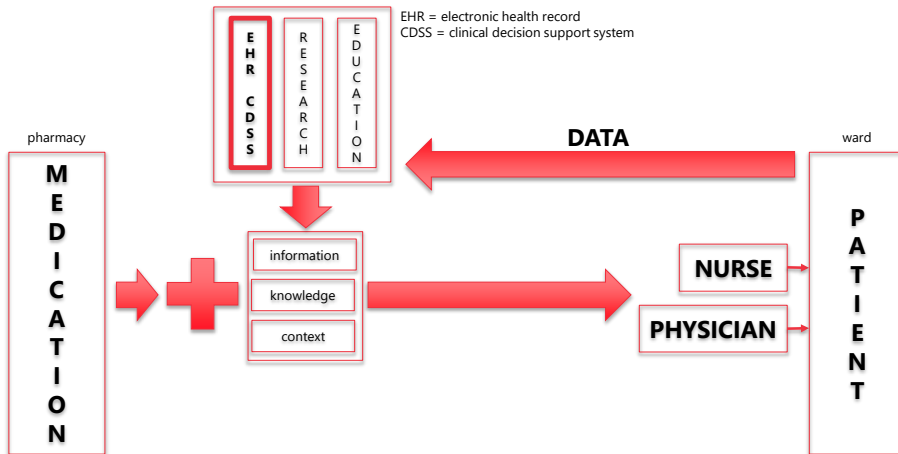 EHR = electronic health record
CDSS = clinical decision support system
EHR CDSS
RESEARCH
EDUCATION
DATA
pharmacy
ward
MEDICATION
information
knowledge
context
NURSE
PHYSICIAN
PATIENT